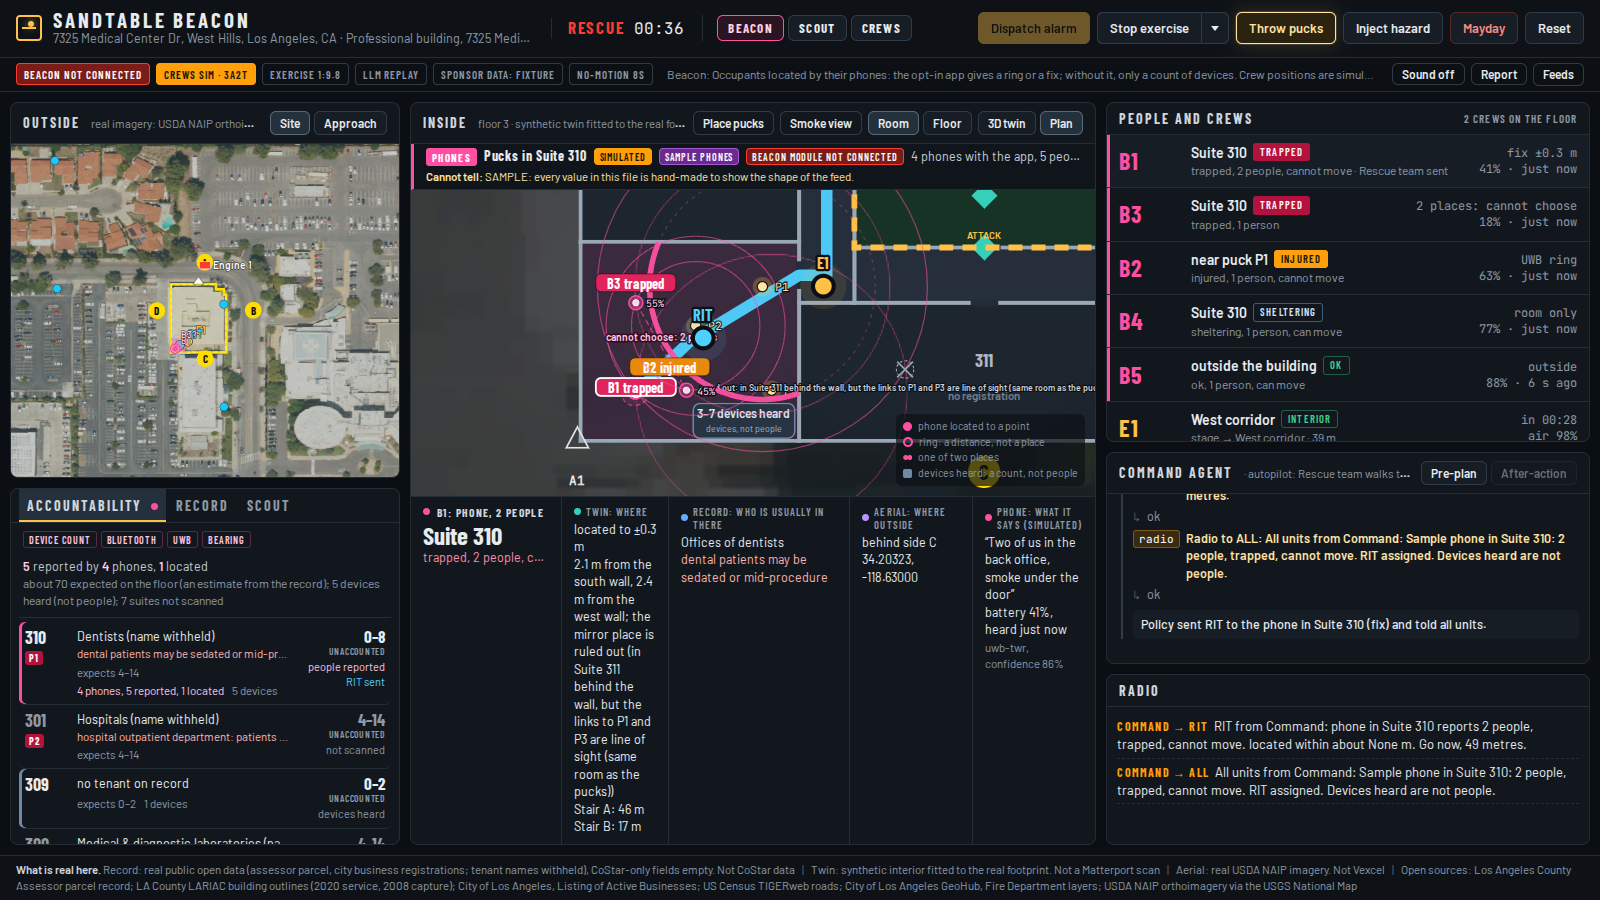 SANDTABLE BEACON
7325 Medical Center Dr, West Hills, Los Angeles, CA · Professional building, 7325 Medi...
RESCUE 00:36
BEACON SCOUT CREWS
Dispatch alarm Stop exercise Throw pucks Inject hazard Mayday Reset
BEACON NOT CONNECTED CREWS SIM · 3A2T EXERCISE 1:9.8 LLM REPLAY SPONSOR DATA: FIXTURE NO-MOTION 8S
Beacon: Occupants located by their phones: the opt-in app gives a ring or a fix; without it, only a count of devices. Crew positions are simul...
Sound off Report Feeds
OUTSIDE real imagery: USDA NAIP orthoi... Site Approach
Engine 1
D B C
ACCOUNTABILITY RECORD SCOUT
DEVICE COUNT BLUETOOTH UWB BEARING
5 reported by 4 phones, 1 located
about 70 expected on the floor (an estimate from the record); 5 devices
heard (not people); 7 suites not scanned
310 Dentists (name withheld) 0–8
P1 dental patients may be sedated or mid-pr... UNACCOUNTED
expects 4–14 people reported
4 phones, 5 reported, 1 located 5 devices RIT sent
301 Hospitals (name withheld) 4–14
P2 hospital outpatient department: patients ... UNACCOUNTED
expects 4–14 not scanned
309 no tenant on record 0–2
expects 0–2 1 devices UNACCOUNTED
devices heard
INSIDE floor 3 · synthetic twin fitted to the real fo... Place pucks Smoke view Room Floor 3D twin Plan
PHONES Pucks in Suite 310 SIMULATED SAMPLE PHONES BEACON MODULE NOT CONNECTED 4 phones with the app, 5 peo...
Cannot tell: SAMPLE: every value in this file is hand-made to show the shape of the feed.
ATTACK
E1
B3 trapped P1
55%
RIT
cannot choose: 2 p
B2 injured
311
B1 trapped 45% out: in Suite 311 behind the wall, but the links to P1 and P3 are line of sight (same room as the puc
no registration
3–7 devices heard
devices, not people
phone located to a point
ring: a distance, not a place
one of two places
devices heard: a count, not people
A1
B1: PHONE, 2 PEOPLE
Suite 310
trapped, 2 people, c...
TWIN: WHERE
located to ±0.3
m
2.1 m from the
south wall, 2.4
m from the
west wall; the
mirror place is
ruled out (in
Suite 311
behind the
wall, but the
links to P1 and
P3 are line of
sight (same
room as the
pucks))
Stair A: 46 m
Stair B: 17 m
RECORD: WHO IS USUALLY IN
THERE
Offices of dentists
dental patients may be
sedated or mid-procedure
AERIAL: WHERE
OUTSIDE
behind side C
34.20323,
-118.63000
PHONE: WHAT IT
SAYS (SIMULATED)
“Two of us in the
back office,
smoke under the
door”
battery 41%,
heard just now
uwb-twr,
confidence 86%
PEOPLE AND CREWS 2 CREWS ON THE FLOOR
B1 Suite 310 TRAPPED fix ±0.3 m
trapped, 2 people, cannot move · Rescue team sent 41% · just now
B3 Suite 310 TRAPPED 2 places: cannot choose
trapped, 1 person 18% · just now
B2 near puck P1 INJURED UWB ring
injured, 1 person, cannot move 63% · just now
B4 Suite 310 SHELTERING room only
sheltering, 1 person, can move 77% · just now
B5 outside the building OK outside
ok, 1 person, can move 88% · 6 s ago
E1 West corridor INTERIOR in 00:28
stage → West corridor · 39 m air 98%
COMMAND AGENT · autopilot: Rescue team walks t... Pre-plan After-action
metres.
↳ ok
radio Radio to ALL: All units from Command: Sample phone in Suite 310: 2
people, trapped, cannot move. RIT assigned. Devices heard are not
people.
↳ ok
Policy sent RIT to the phone in Suite 310 (fix) and told all units.
RADIO
COMMAND → RIT RIT from Command: phone in Suite 310 reports 2 people,
trapped, cannot move. located within about None m. Go now, 49 metres.
COMMAND → ALL All units from Command: Sample phone in Suite 310: 2 people,
trapped, cannot move. RIT assigned. Devices heard are not people.
What is real here. Record: real public open data (assessor parcel, city business registrations; tenant names withheld), CoStar-only fields empty. Not CoStar data | Twin: synthetic interior fitted to the real footprint. Not a Matterport scan | Aerial: real USDA NAIP imagery. Not Vexcel | Open sources: Los Angeles County
Assessor parcel record; LA County LARIAC building outlines (2020 service, 2008 capture); City of Los Angeles, Listing of Active Businesses; US Census TIGERweb roads; City of Los Angeles GeoHub, Fire Department layers; USDA NAIP orthoimagery via the USGS National Map